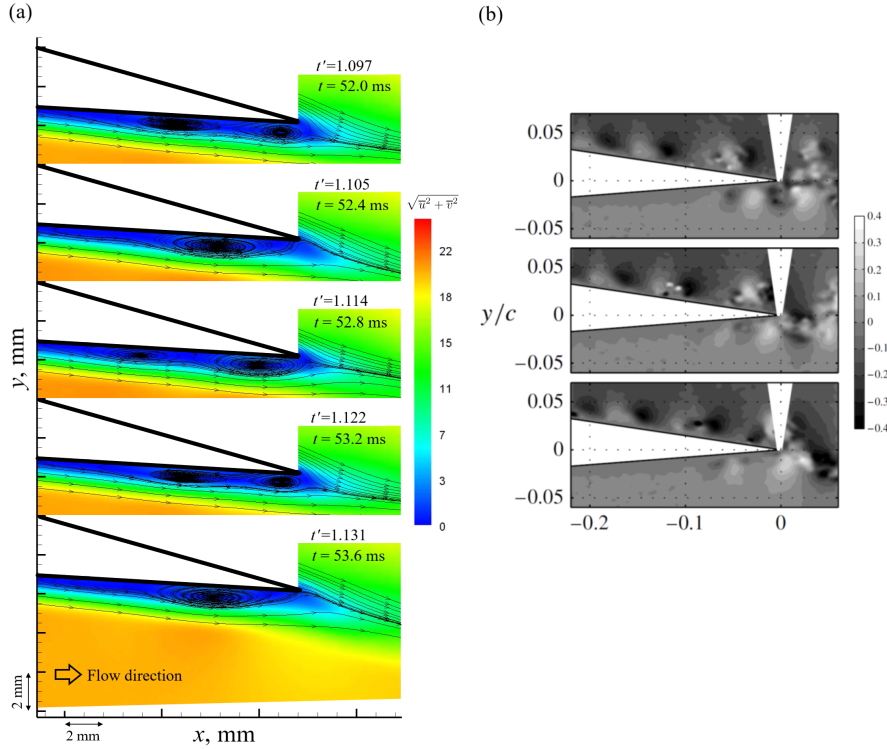 (a)
(b)
t′=1.097
t = 52.0 ms
t′=1.105
t = 52.4 ms
t′=1.114
t = 52.8 ms
t′=1.122
t = 53.2 ms
t′=1.131
t = 53.6 ms
√(u̅² + v̅²)
22
18
15
11
7
3
0
y, mm
Flow direction
2 mm
2 mm
x, mm
0.05
0
−0.05
0.05
0
−0.05
0.05
0
−0.05
y/c
−0.2
−0.1
0
0.4
0.3
0.2
0.1
0
−0.1
−0.2
−0.3
−0.4